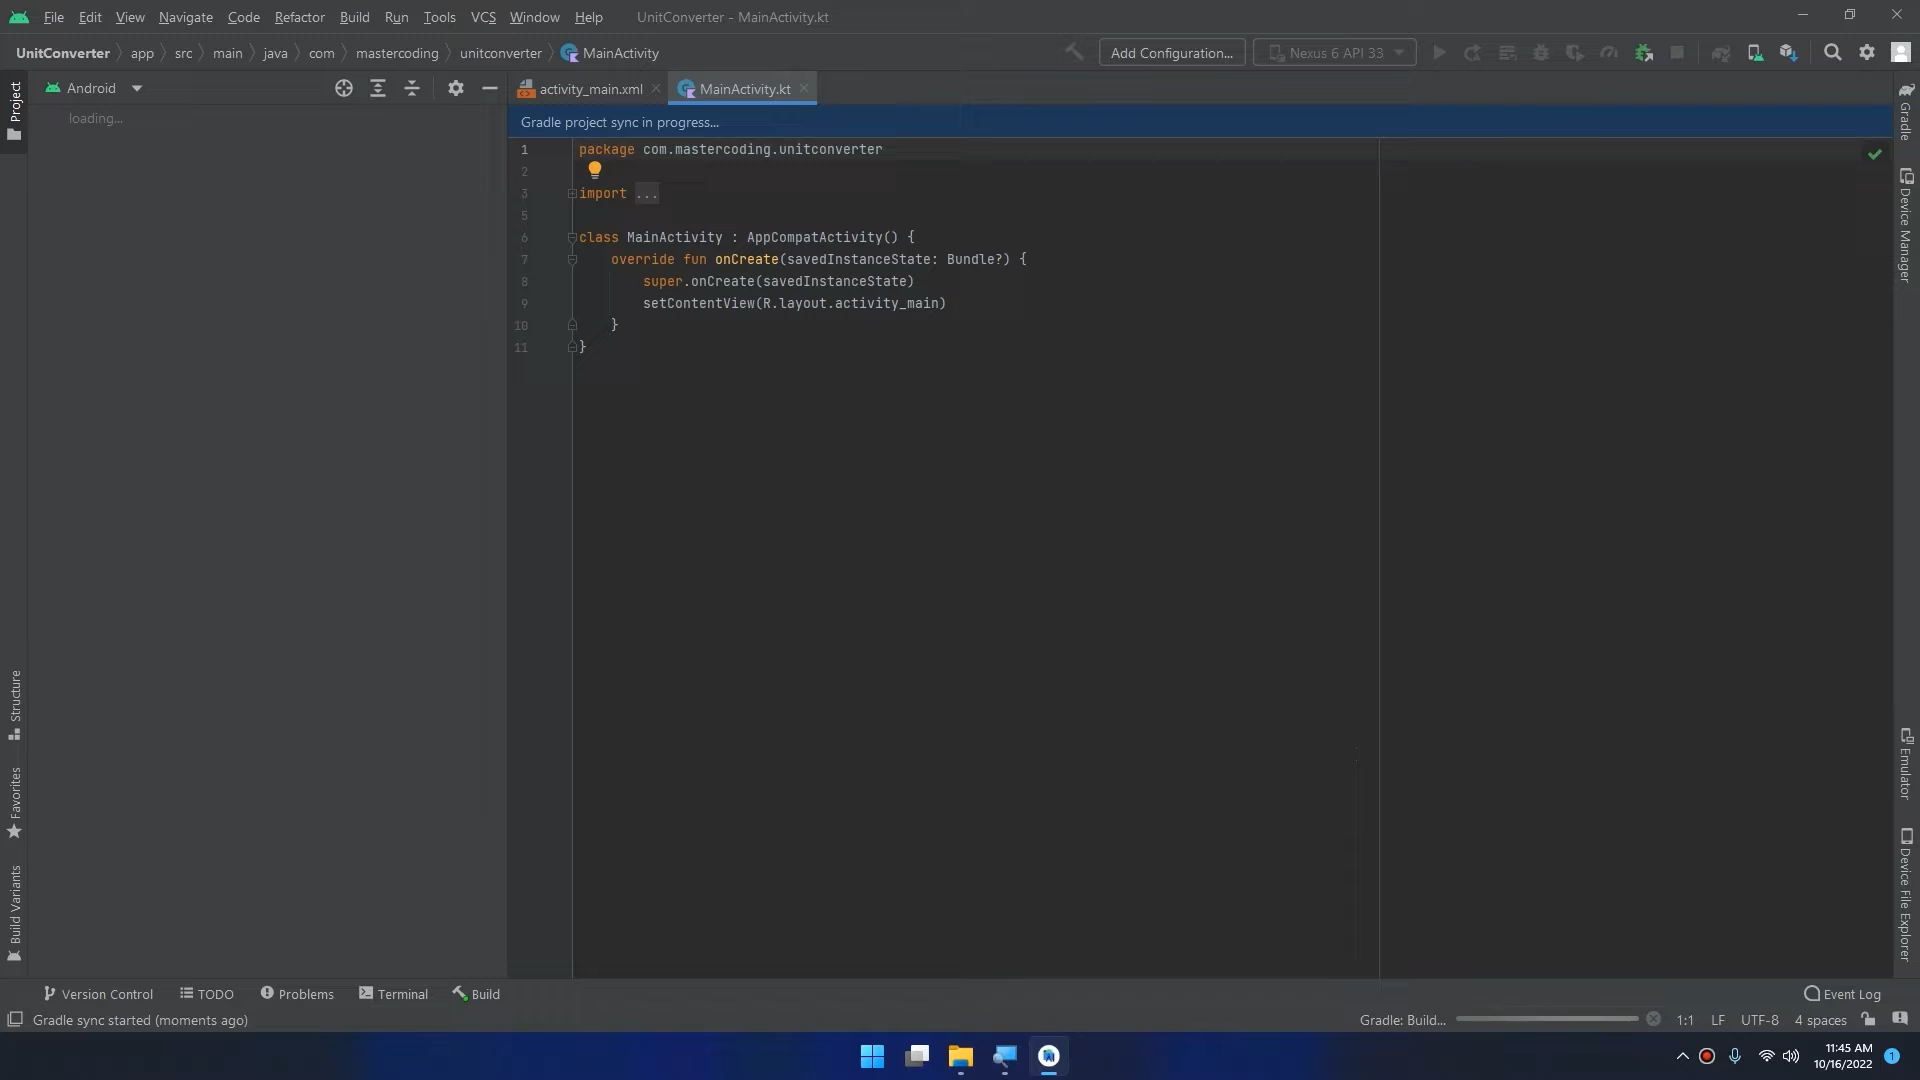 File Edit View Navigate Code Refactor Build Run Tools VCS Window Help UnitConverter - MainActivity.kt
UnitConverter app src main java com mastercoding unitconverter MainActivity Add Configuration... Nexus 6 API 33
Project
Android
activity_main.xml MainActivity.kt
Gradle
loading...
Gradle project sync in progress...
1 package com.mastercoding.unitconverter
2
3 import ...
5
6 class MainActivity : AppCompatActivity() {
7 override fun onCreate(savedInstanceState: Bundle?) {
8 super.onCreate(savedInstanceState)
9 setContentView(R.layout.activity_main)
10 }
11 }
Device Manager
Structure
Favorites
Build Variants
Emulator
Device File Explorer
Version Control TODO Problems Terminal Build Event Log
Gradle sync started (moments ago) Gradle: Build... 1:1 LF UTF-8 4 spaces
11:45 AM
10/16/2022 1